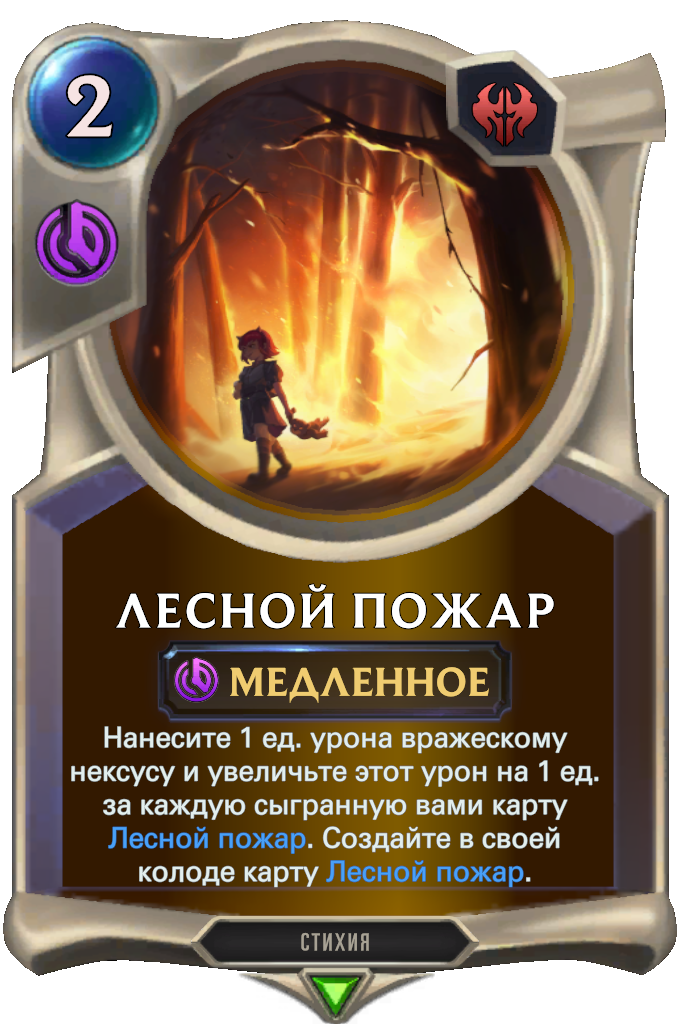 2
ЛЕСНОЙ ПОЖАР
МЕДЛЕННОЕ
Нанесите 1 ед. урона вражескому
нексусу и увеличьте этот урон на 1 ед.
за каждую сыгранную вами карту
Лесной пожар. Создайте в своей
колоде карту Лесной пожар.
СТИХИЯ